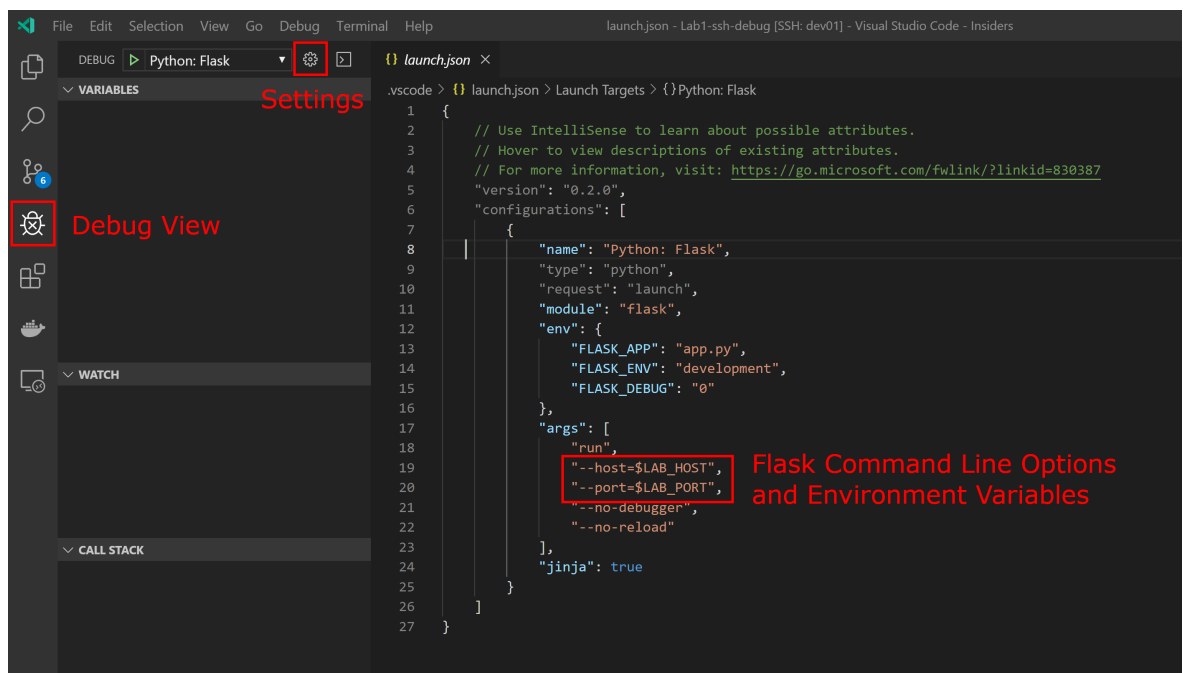 File Edit Selection View Go Debug Terminal Help launch.json - Lab1-ssh-debug [SSH: dev01] - Visual Studio Code - Insiders
DEBUG Python: Flask
Settings
VARIABLES
6
Debug View
WATCH
CALL STACK
{} launch.json ×
.vscode > {} launch.json > Launch Targets > {} Python: Flask
1 {
2 // Use IntelliSense to learn about possible attributes.
3 // Hover to view descriptions of existing attributes.
4 // For more information, visit: https://go.microsoft.com/fwlink/?linkid=830387
5 "version": "0.2.0",
6 "configurations": [
7 {
8 "name": "Python: Flask",
9 "type": "python",
10 "request": "launch",
11 "module": "flask",
12 "env": {
13 "FLASK_APP": "app.py",
14 "FLASK_ENV": "development",
15 "FLASK_DEBUG": "0"
16 },
17 "args": [
18 "run",
19 "--host=$LAB_HOST",
20 "--port=$LAB_PORT",
21 "--no-debugger",
22 "--no-reload"
23 ],
24 "jinja": true
25 }
26 ]
27 }
Flask Command Line Options
and Environment Variables